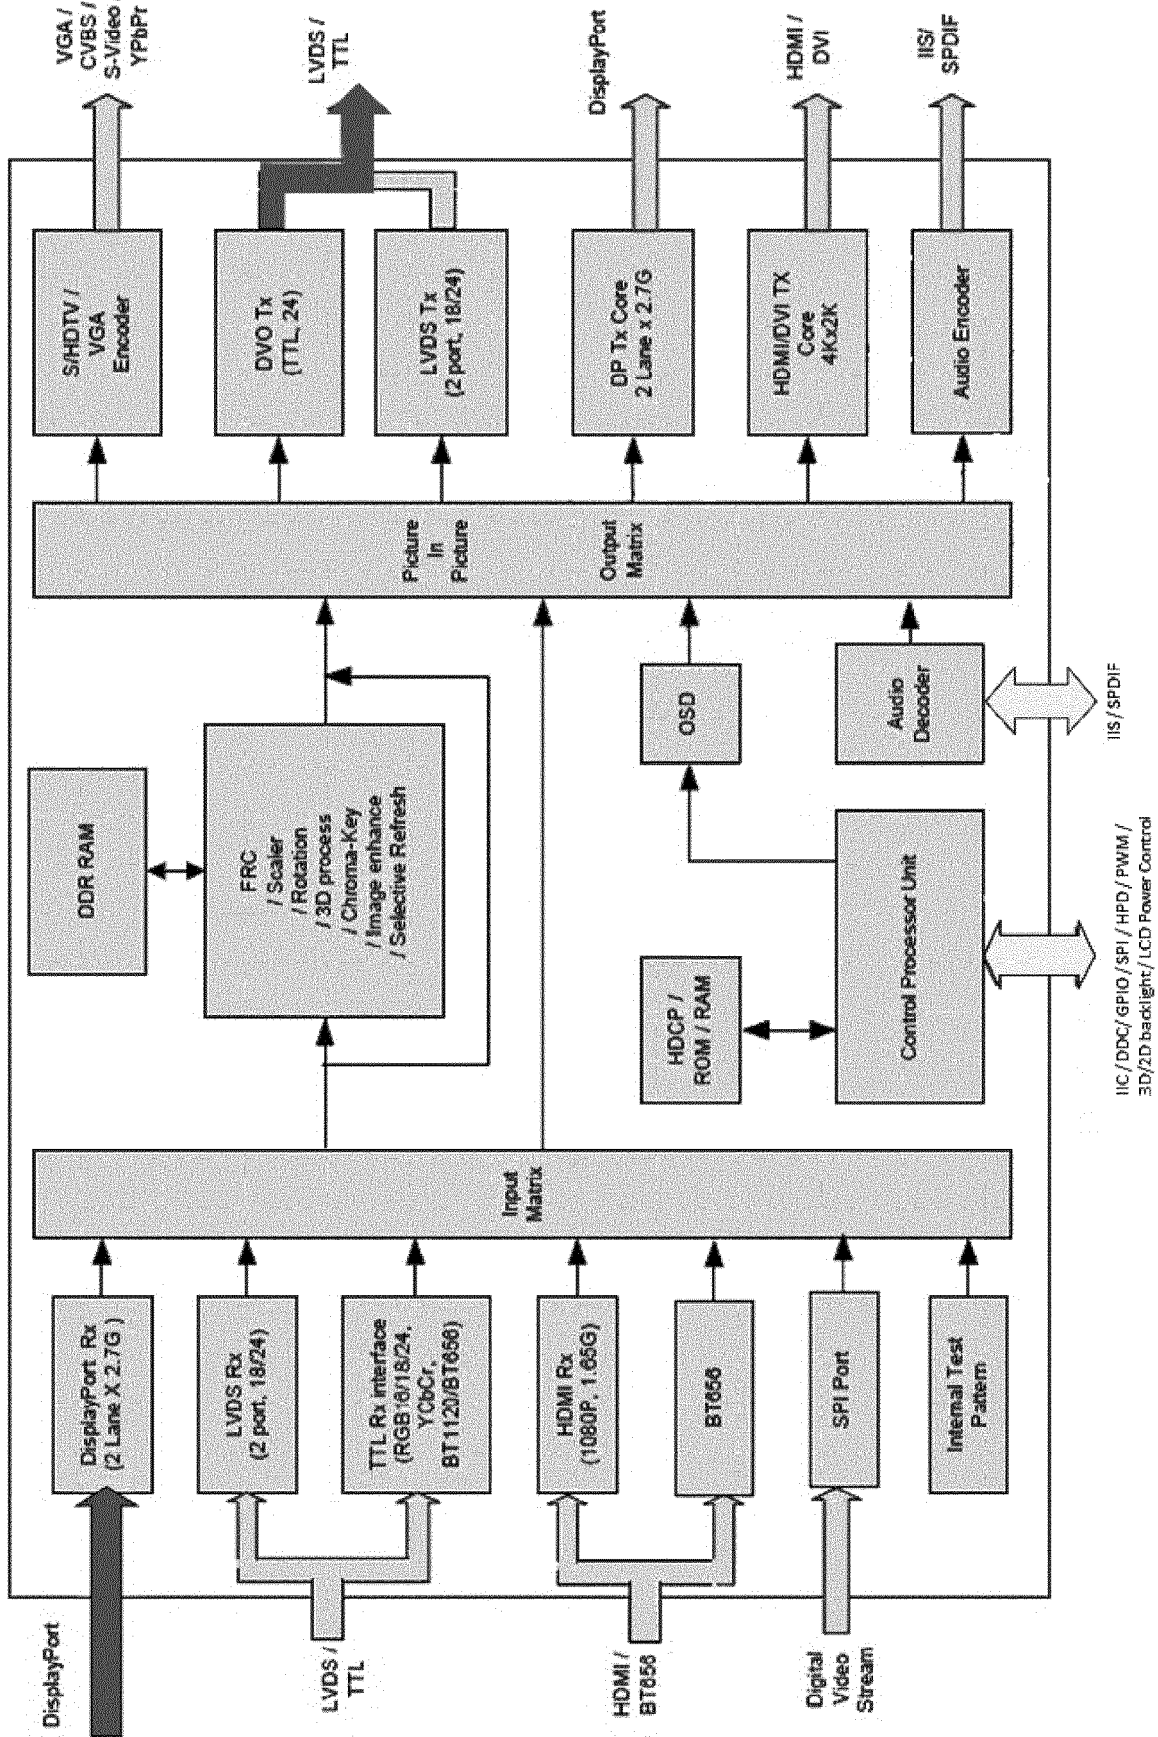 DisplayPort
LVDS /
TTL
HDMI /
BT656
Digital
Video
Stream
DisplayPort Rx
(2 Lane X 2.7G )
LVDS Rx
(2 port, 18/24)
TTL Rx interface
(RGB16/18/24,
YCbCr,
BT1120/BT656)
HDMI Rx
(1080P, 1.65G)
BT656
SPI Port
Internal Test
Pattern
Input
Matrix
DDR RAM
FRC
/ Scaler
/ Rotation
/ 3D process
/ Chroma-Key
/ Image enhance
/ Selective Refresh
HDCP /
ROM / RAM
Control Processor Unit
OSD
Audio
Decoder
Picture
In
Picture
Output
Matrix
S/HDTV /
VGA
Encoder
DVO Tx
(TTL, 24)
LVDS Tx
(2 port, 18/24)
DP Tx Core
2 Lane x 2.7G
HDMI/DVI TX
Core
4Kx2K
Audio Encoder
VGA /
CVBS /
S-Video /
YPbPr
LVDS /
TTL
DisplayPort
HDMI /
DVI
IIS/
SPDIF
IIC / DDC/ GPIO / SPI / HPD / PWM /
3D/2D backlight / LCD Power Control
IIS / SPDIF